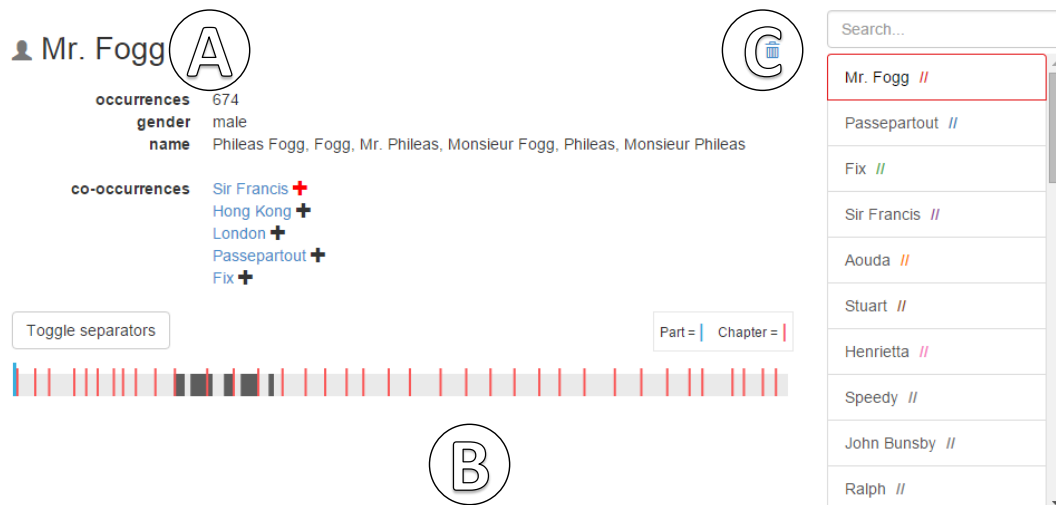 Mr. Fogg
A
C
occurrences 674
gender male
name Phileas Fogg, Fogg, Mr. Phileas, Monsieur Fogg, Phileas, Monsieur Phileas
co-occurrences Sir Francis
Hong Kong
London
Passepartout
Fix
Toggle separators
Part = | Chapter = |
B
Search...
Mr. Fogg //
Passepartout //
Fix //
Sir Francis //
Aouda //
Stuart //
Henrietta //
Speedy //
John Bunsby //
Ralph //